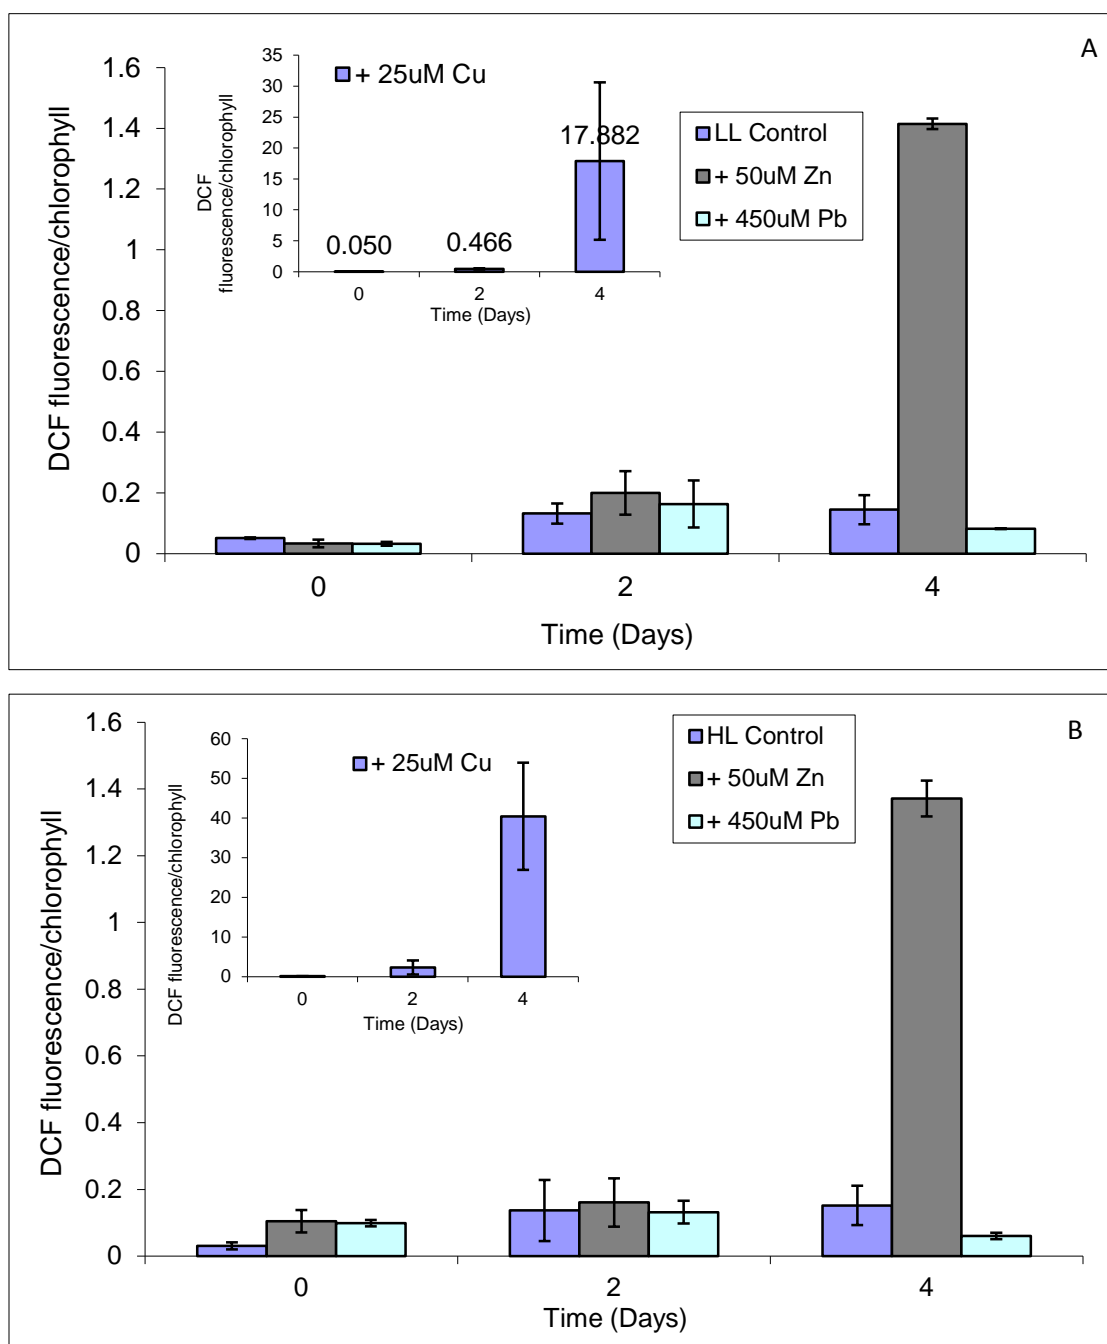 A
DCF fluorescence/chlorophyll
1.6
1.4
1.2
1
0.8
0.6
0.4
0.2
0
0
2
4
Time (Days)
LL Control
+ 50uM Zn
+ 450uM Pb
DCF
fluorescence/chlorophyll
35
30
25
20
15
10
5
0
+ 25uM Cu
0.050
0.466
17.882
0
2
4
Time (Days)
B
DCF fluorescence/chlorophyll
1.6
1.4
1.2
1
0.8
0.6
0.4
0.2
0
0
2
4
Time (Days)
HL Control
+ 50uM Zn
+ 450uM Pb
DCF fluorescence/chlorophyll
60
50
40
30
20
10
0
+ 25uM Cu
0
2
4
Time (Days)